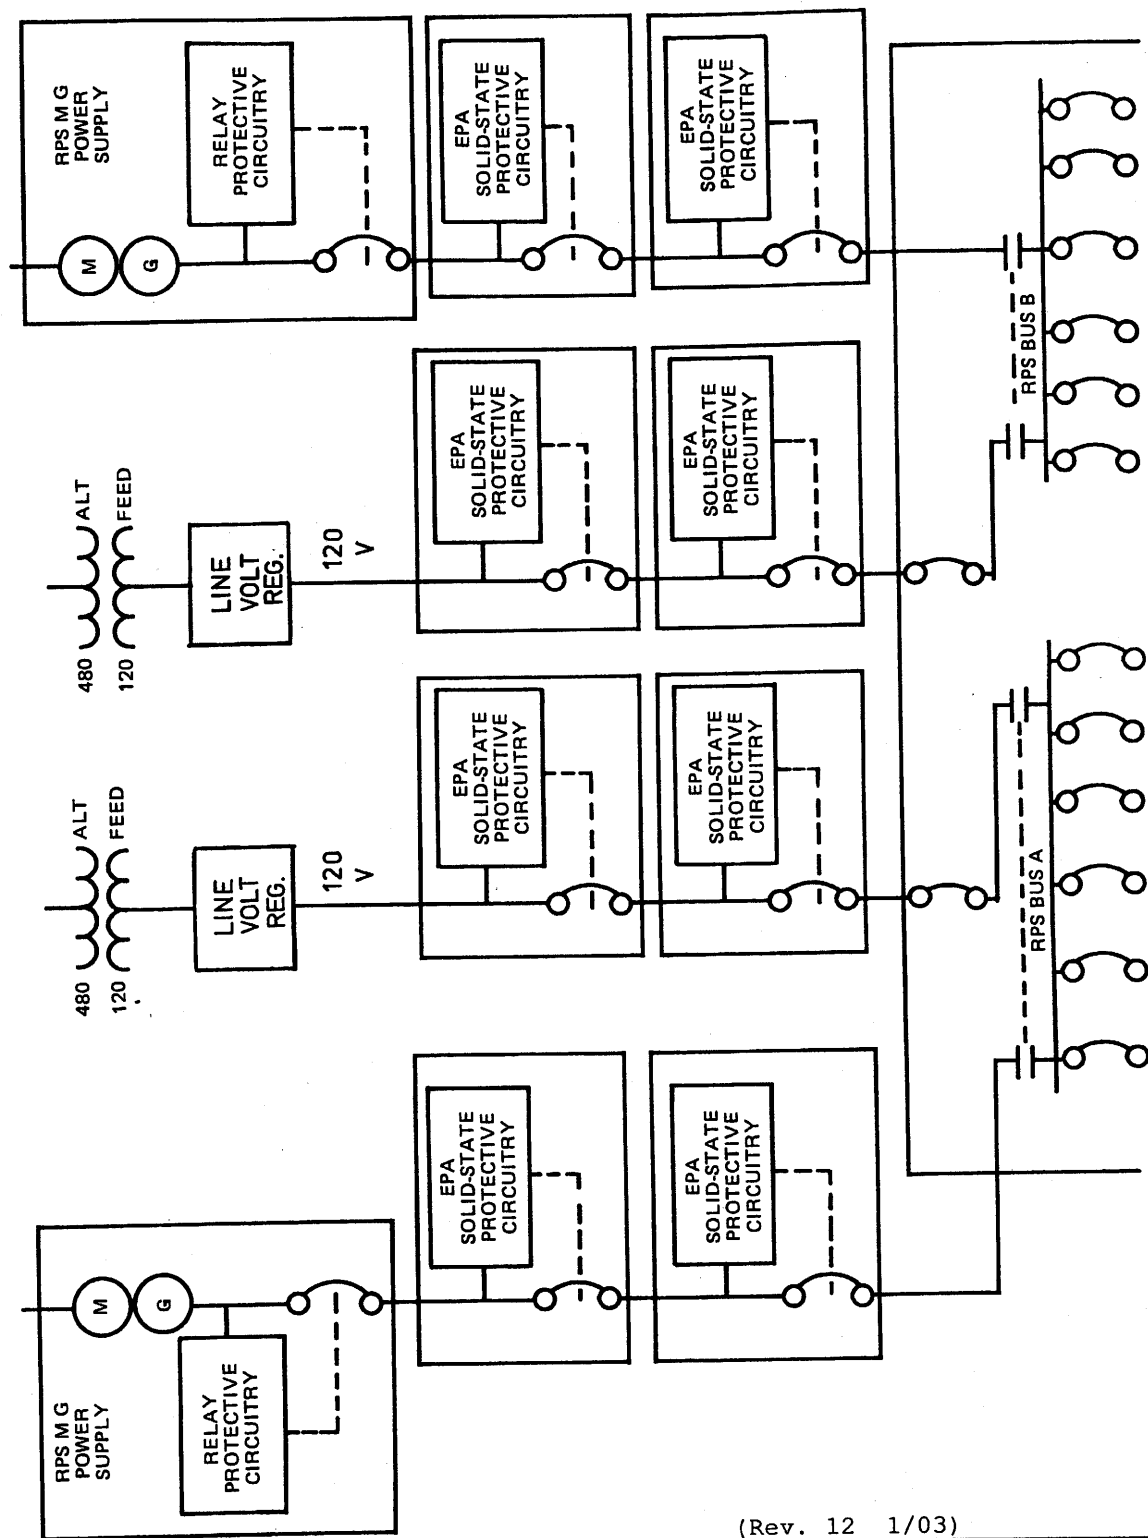 RPS M G
POWER
SUPPLY
M
G
RELAY
PROTECTIVE
CIRCUITRY
EPA
SOLID-STATE
PROTECTIVE
CIRCUITRY
EPA
SOLID-STATE
PROTECTIVE
CIRCUITRY
480
ALT
120
FEED
LINE
VOLT
REG.
120
V
EPA
SOLID-STATE
PROTECTIVE
CIRCUITRY
EPA
SOLID-STATE
PROTECTIVE
CIRCUITRY
RPS BUS A
480
ALT
120
FEED
LINE
VOLT
REG.
120
V
EPA
SOLID-STATE
PROTECTIVE
CIRCUITRY
EPA
SOLID-STATE
PROTECTIVE
CIRCUITRY
RPS M G
POWER
SUPPLY
M
G
RELAY
PROTECTIVE
CIRCUITRY
EPA
SOLID-STATE
PROTECTIVE
CIRCUITRY
EPA
SOLID-STATE
PROTECTIVE
CIRCUITRY
RPS BUS B
(Rev. 12 1/03)